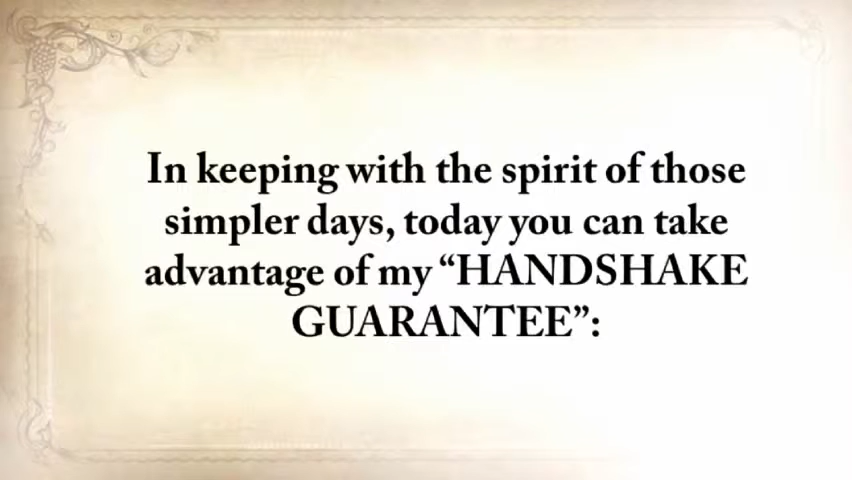 In keeping with the spirit of those
simpler days, today you can take
advantage of my “HANDSHAKE
GUARANTEE”: